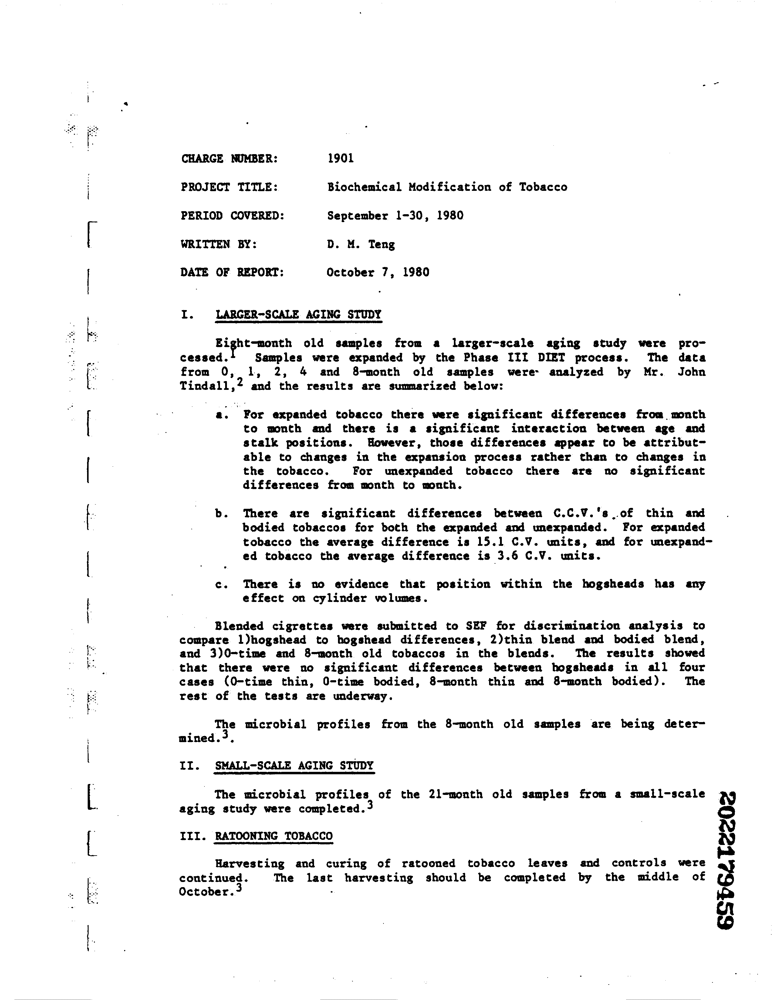 CHARGE NUMBER: 1901
PROJECT TITLE: Biochemical Modification of Tobacco
PERIOD COVERED: September 1-30, 1980
WRITTEN BY: D. M. Teng
DATE OF REPORT: October 7, 1980
I. LARGER-SCALE AGING STUDY
Eight-month old samples from a larger-scale aging study were pro-
cessed.1 Samples were expanded by the Phase III DIET process. The data
from 0, 1, 2, 4 and 8-month old samples were analyzed by Mr. John
Tindall,2 and the results are summarized below:
a. For expanded tobacco there were significant differences from month
to month and there is a significant interaction between age and
stalk positions. However, those differences appear to be attribut-
able to changes in the expansion process rather than to changes in
the tobacco. For unexpanded tobacco there are no significant
differences from month to month.
b. There are significant differences between C.C.V.'s of thin and
bodied tobaccos for both the expanded and unexpanded. For expanded
tobacco the average difference is 15.1 C.V. units, and for unexpand-
ed tobacco the average difference is 3.6 C.V. units.
c. There is no evidence that position within the hogsheads has any
effect on cylinder volumes.
Blended cigrettes were submitted to SEF for discrimination analysis to
compare 1)hogshead to hogshead differences, 2)thin blend and bodied blend,
and 3)0-time and 8-month old tobaccos in the blends. The results showed
that there were no significant differences between hogsheads in all four
cases (0-time thin, 0-time bodied, 8-month thin and 8-month bodied). The
rest of the tests are underway.
The microbial profiles from the 8-month old samples are being deter-
mined.3.
II. SMALL-SCALE AGING STUDY
The microbial profiles of the 21-month old samples from a small-scale
aging study were completed.3
III. RATOONING TOBACCO
Harvesting and curing of ratooned tobacco leaves and controls were
continued. The last harvesting should be completed by the middle of
October.3
2022179459